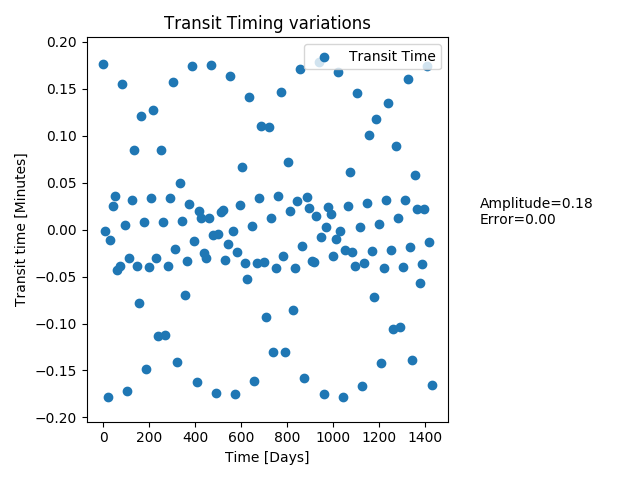 Transit Timing variations
Transit Time
0.20
0.15
0.10
0.05
0.00
−0.05
−0.10
−0.15
−0.20
Transit time [Minutes]
0 200 400 600 800 1000 1200 1400
Time [Days]
Amplitude=0.18
Error=0.00